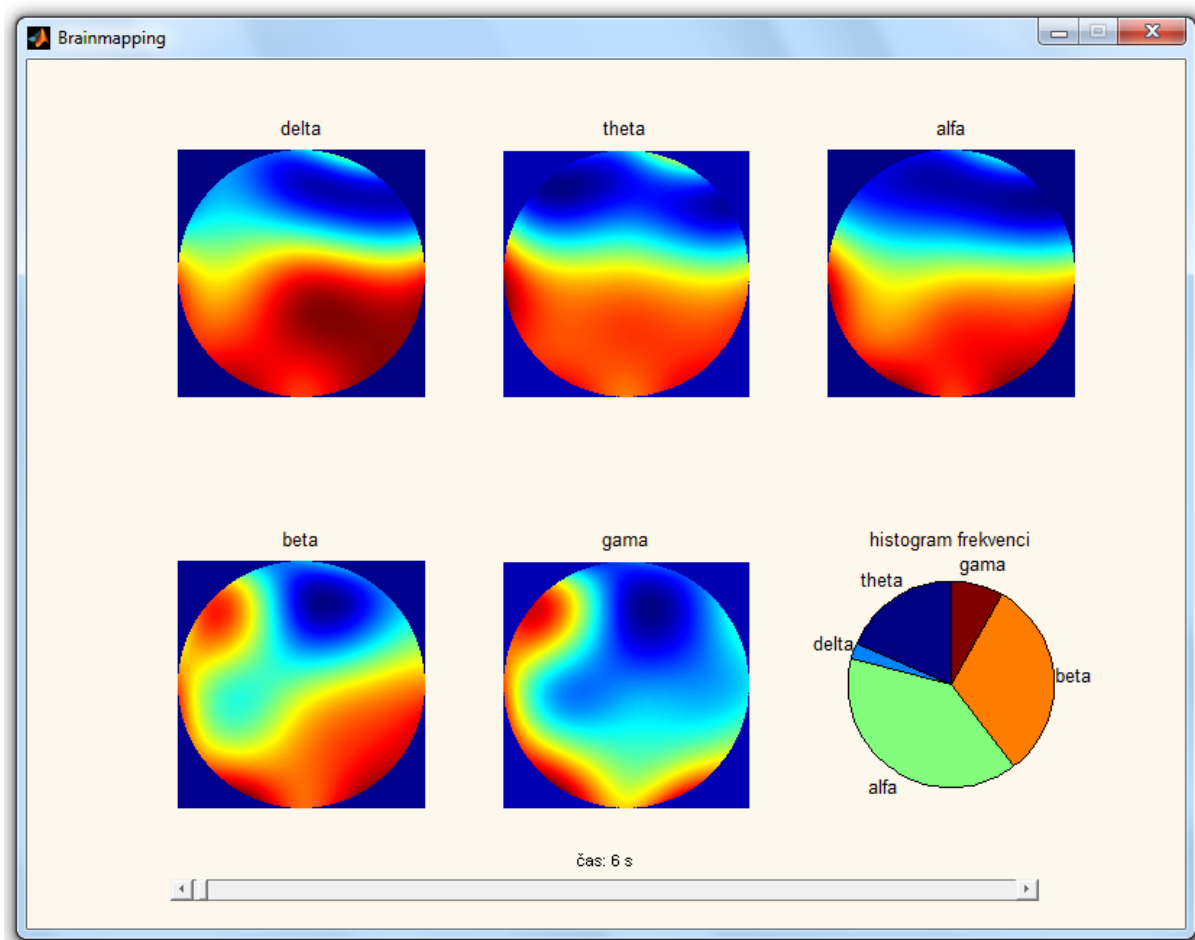 Brainmapping
delta
theta
alfa
beta
gama
histogram frekvenci
gama
theta
delta
beta
alfa
čas: 6 s